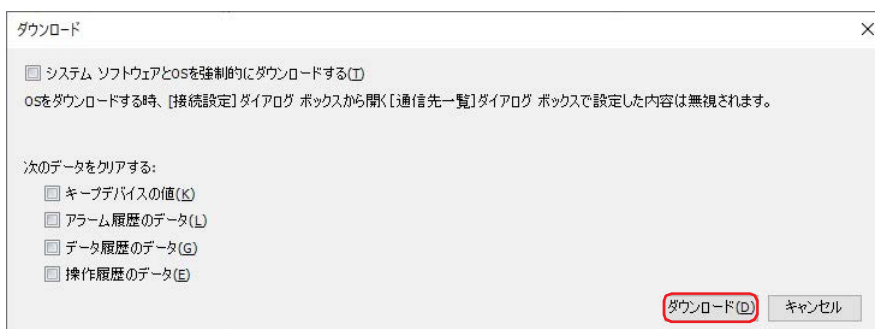 ダウンロード
システム ソフトウェアとOSを強制的にダウンロードする(T)
OSをダウンロードする時、[接続設定]ダイアログ ボックスから開く[通信先一覧]ダイアログ ボックスで設定した内容は無視されます。
次のデータをクリアする:
キープデバイスの値(K)
アラーム履歴のデータ(L)
データ履歴のデータ(G)
操作履歴のデータ(E)
ダウンロード(D) キャンセル